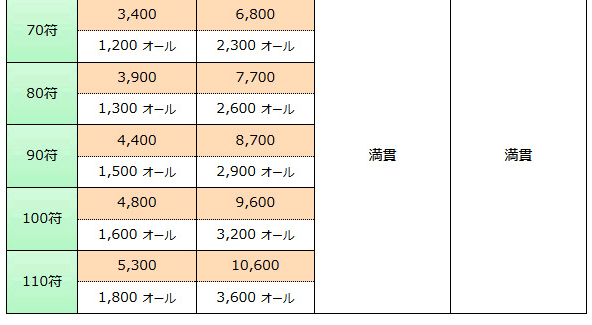 70符 3,400 6,800
1,200 オール 2,300 オール
80符 3,900 7,700
1,300 オール 2,600 オール
90符 4,400 8,700 満貫 満貫
1,500 オール 2,900 オール
100符 4,800 9,600
1,600 オール 3,200 オール
110符 5,300 10,600
1,800 オール 3,600 オール